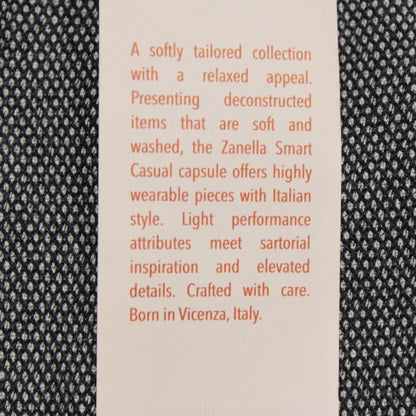 A softly tailored collection
with a relaxed appeal.
Presenting deconstructed
items that are soft and
washed, the Zanella Smart
Casual capsule offers highly
wearable pieces with Italian
style. Light performance
attributes meet sartorial
inspiration and elevated
details. Crafted with care.
Born in Vicenza, Italy.